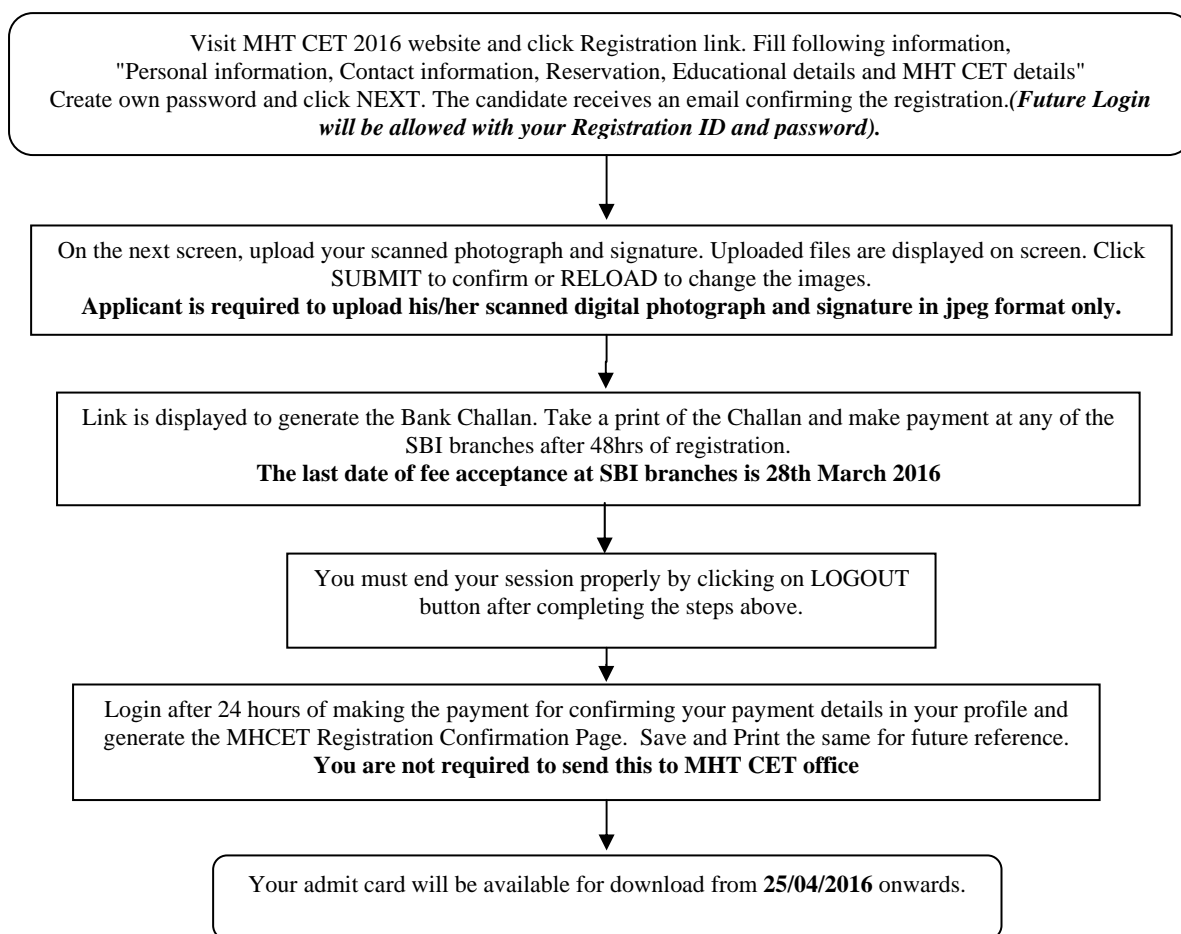 Visit MHT CET 2016 website and click Registration link. Fill following information,
"Personal information, Contact information, Reservation, Educational details and MHT CET details"
Create own password and click NEXT. The candidate receives an email confirming the registration.(Future Login
will be allowed with your Registration ID and password).
On the next screen, upload your scanned photograph and signature. Uploaded files are displayed on screen. Click
SUBMIT to confirm or RELOAD to change the images.
Applicant is required to upload his/her scanned digital photograph and signature in jpeg format only.
Link is displayed to generate the Bank Challan. Take a print of the Challan and make payment at any of the
SBI branches after 48hrs of registration.
The last date of fee acceptance at SBI branches is 28th March 2016
You must end your session properly by clicking on LOGOUT
button after completing the steps above.
Login after 24 hours of making the payment for confirming your payment details in your profile and
generate the MHCET Registration Confirmation Page. Save and Print the same for future reference.
You are not required to send this to MHT CET office
Your admit card will be available for download from 25/04/2016 onwards.